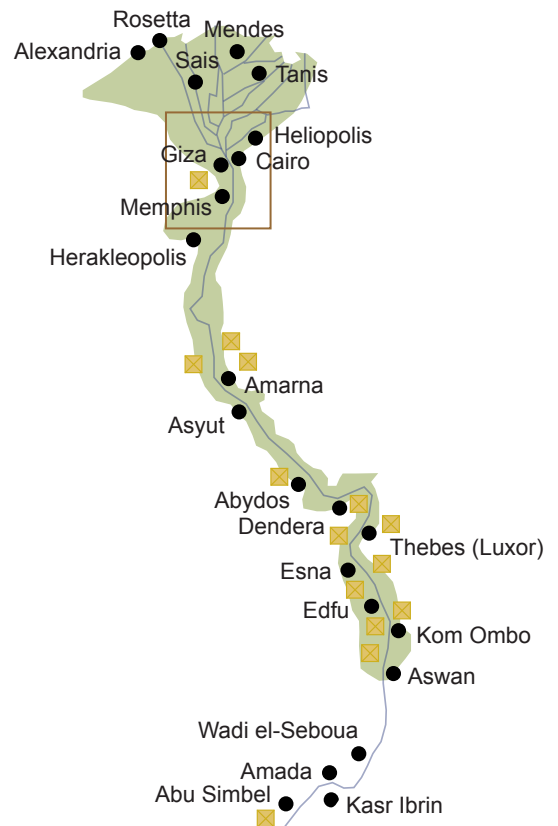 Rosetta
Mendes
Alexandria
Sais
Tanis
Heliopolis
Giza
Cairo
Memphis
Herakleopolis
Amarna
Asyut
Abydos
Dendera
Thebes (Luxor)
Esna
Edfu
Kom Ombo
Aswan
Wadi el-Seboua
Amada
Abu Simbel
Kasr Ibrin